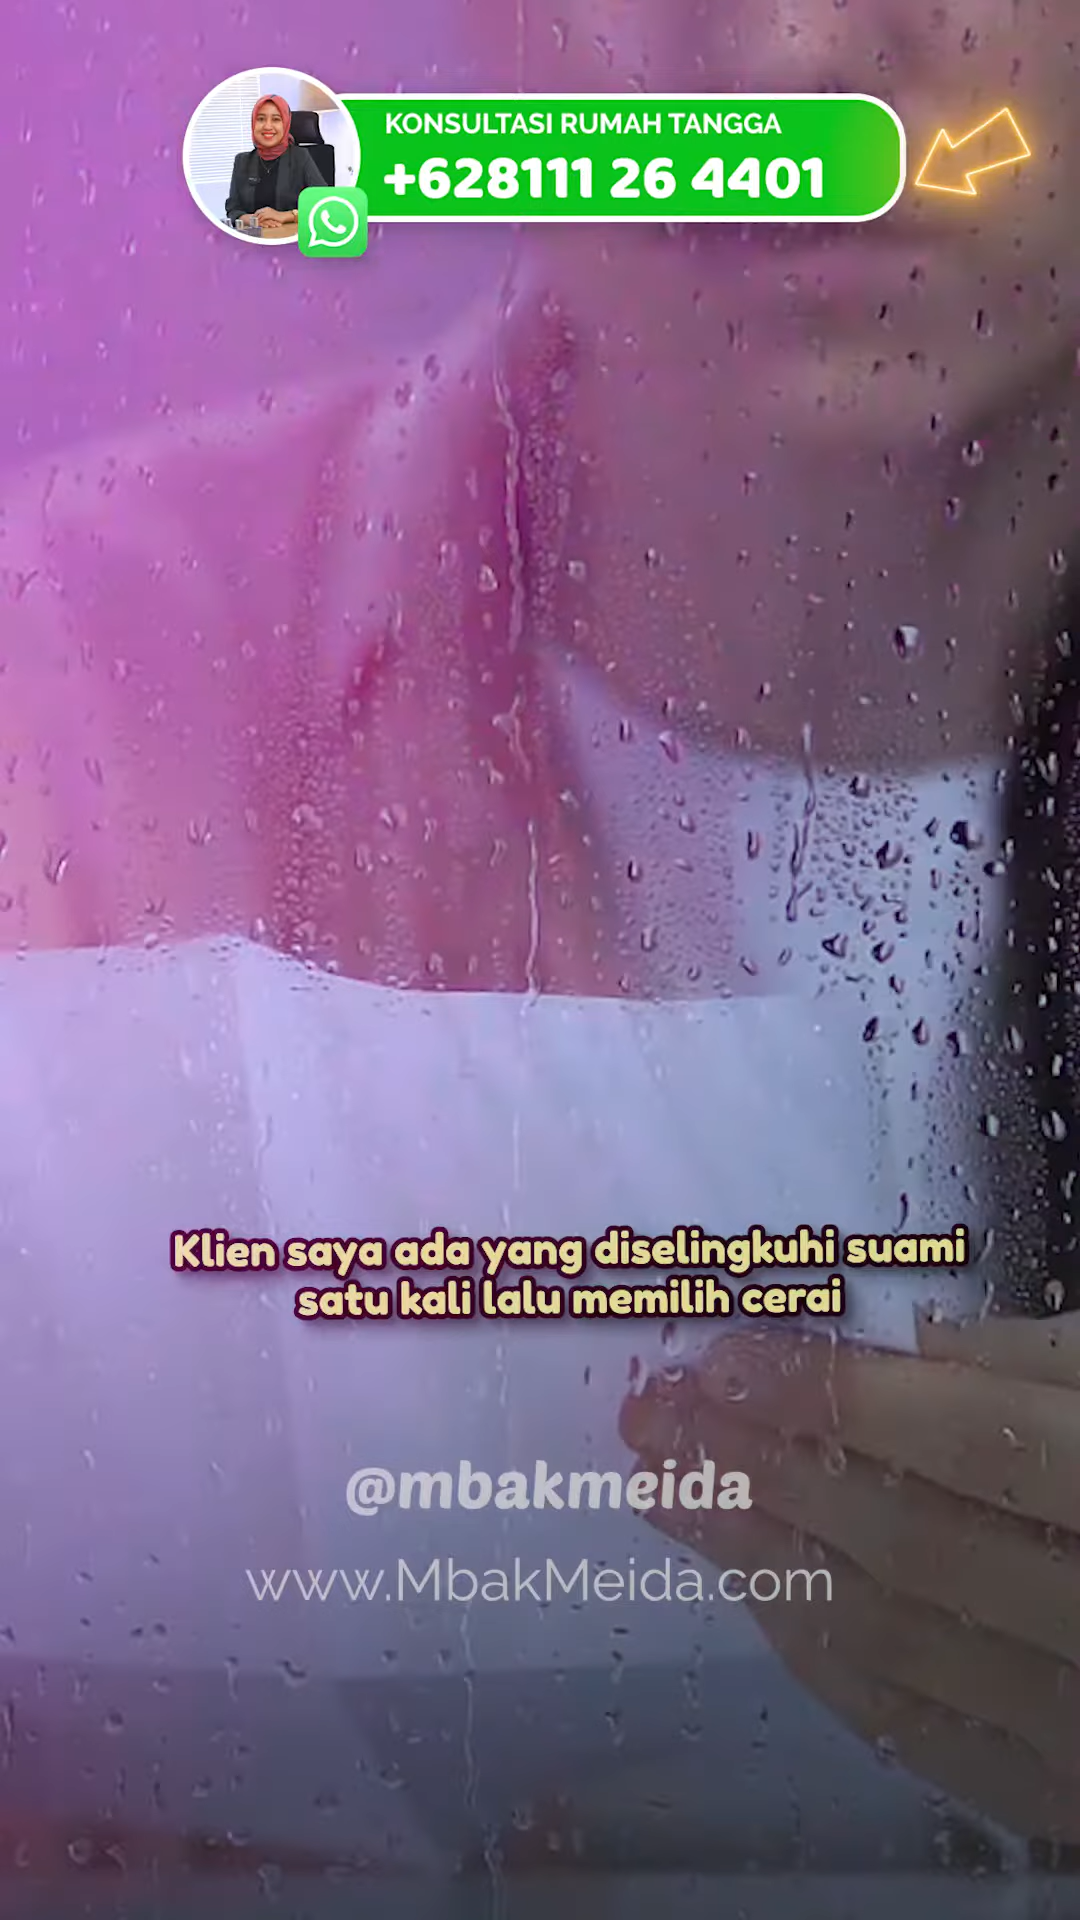 KONSULTASI RUMAH TANGGA
+628111 26 4401
Klien saya ada yang diselingkuhi suami
satu kali lalu memilih cerai
@mbakmeida
www.MbakMeida.com